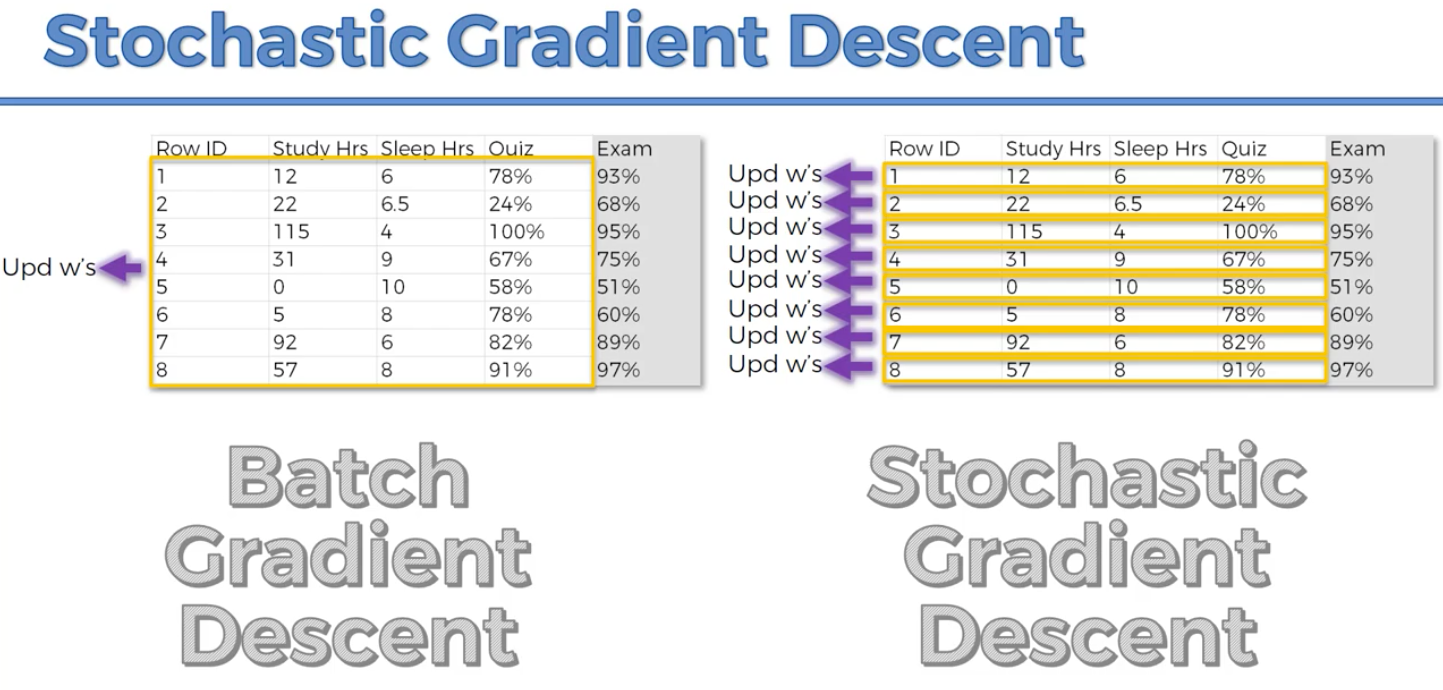 Stochastic Gradient Descent
Row ID Study Hrs Sleep Hrs Quiz Exam
1 12 6 78% 93%
2 22 6.5 24% 68%
3 115 4 100% 95%
4 31 9 67% 75%
5 0 10 58% 51%
6 5 8 78% 60%
7 92 6 82% 89%
8 57 8 91% 97%
Upd w's
Batch
Gradient
Descent
Row ID Study Hrs Sleep Hrs Quiz Exam
Upd w's 1 12 6 78% 93%
Upd w's 2 22 6.5 24% 68%
Upd w's 3 115 4 100% 95%
Upd w's 4 31 9 67% 75%
Upd w's 5 0 10 58% 51%
Upd w's 6 5 8 78% 60%
Upd w's 7 92 6 82% 89%
Upd w's 8 57 8 91% 97%
Stochastic
Gradient
Descent